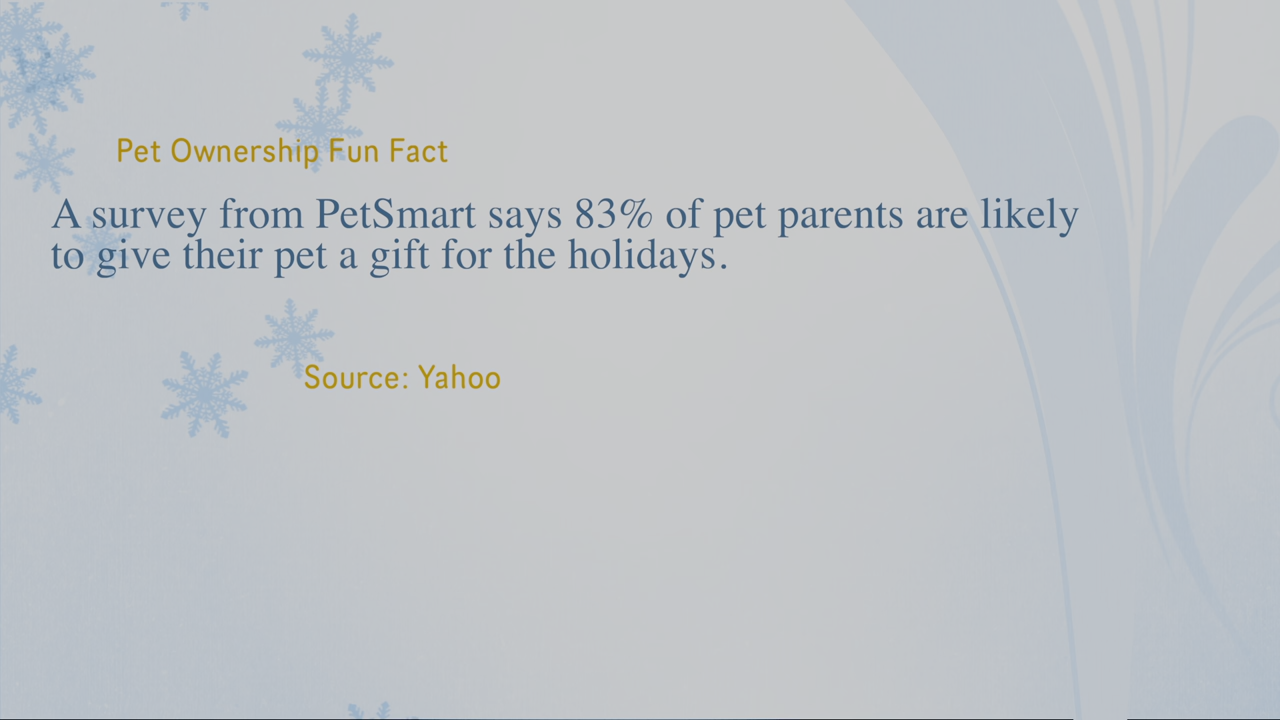 Pet Ownership Fun Fact
A survey from PetSmart says 83% of pet parents are likely
to give their pet a gift for the holidays.
Source: Yahoo